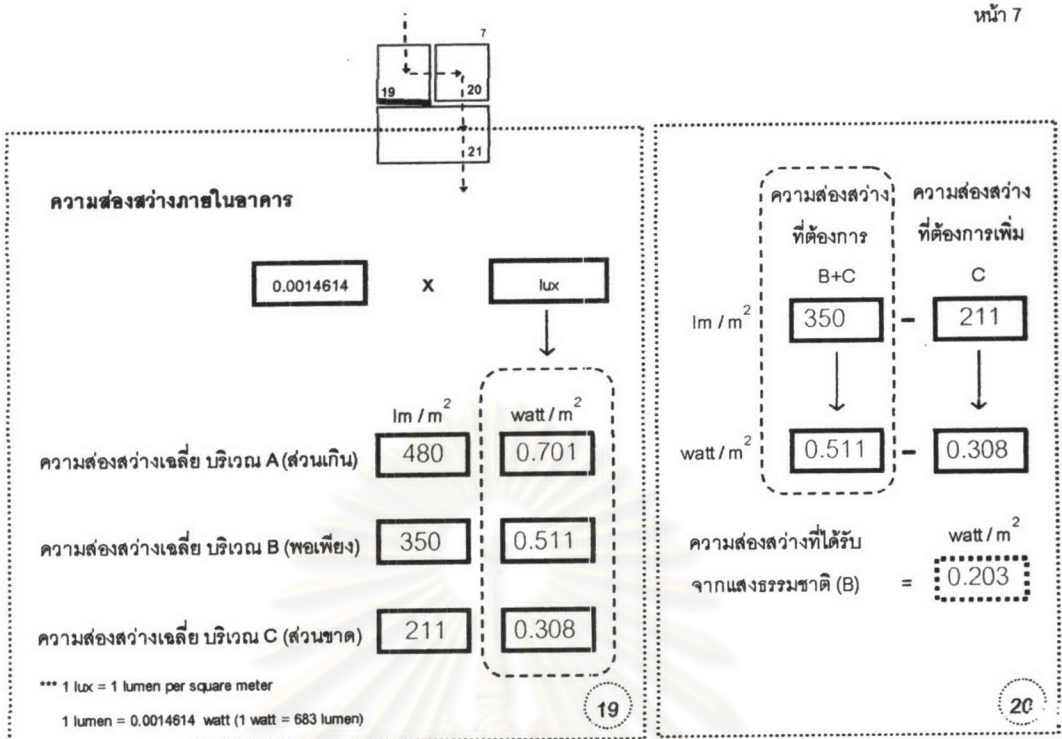 หน้า 7
7
19
20
21
ความส่องสว่างภายในอาคาร
0.0014614 X lux
lm / m2 watt / m2
ความส่องสว่างเฉลี่ย บริเวณ A (ส่วนเกิน) 480 0.701
ความส่องสว่างเฉลี่ย บริเวณ B (พอเพียง) 350 0.511
ความส่องสว่างเฉลี่ย บริเวณ C (ส่วนขาด) 211 0.308
*** 1 lux = 1 lumen per square meter
1 lumen = 0.0014614 watt (1 watt = 683 lumen)
19
ความส่องสว่าง ความส่องสว่าง
ที่ต้องการ ที่ต้องการเพิ่ม
B+C C
lm / m2 350 - 211
watt / m2 0.511 - 0.308
ความส่องสว่างที่ได้รับ watt / m2
จากแสงธรรมชาติ (B) = 0.203
20